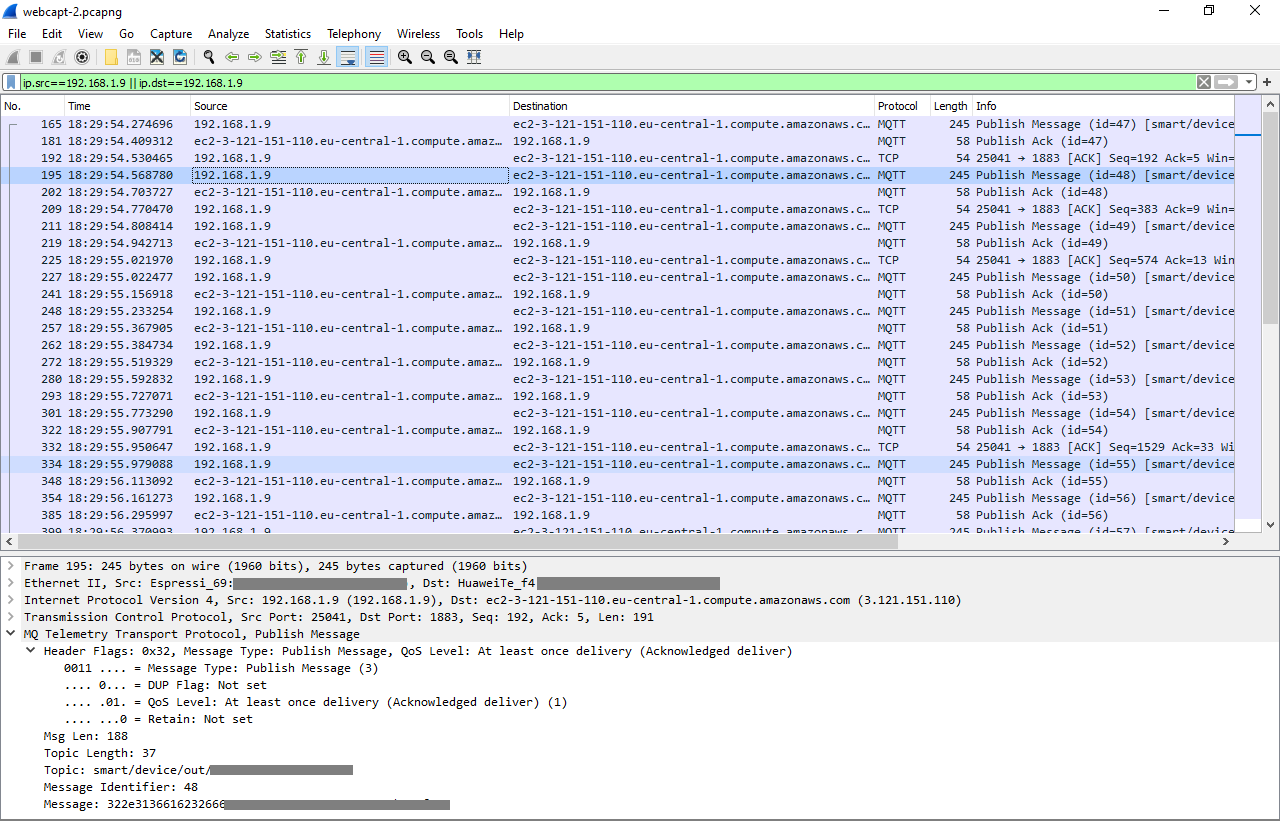 webcapt-2.pcapng
File Edit View Go Capture Analyze Statistics Telephony Wireless Tools Help
ip.src==192.168.1.9 || ip.dst==192.168.1.9
No. Time Source Destination Protocol Length Info
165 18:29:54.274696 192.168.1.9 ec2-3-121-151-110.eu-central-1.compute.amazonaws.c… MQTT 245 Publish Message (id=47) [smart/device
181 18:29:54.409312 ec2-3-121-151-110.eu-central-1.compute.amaz… 192.168.1.9 MQTT 58 Publish Ack (id=47)
192 18:29:54.530465 192.168.1.9 ec2-3-121-151-110.eu-central-1.compute.amazonaws.c… TCP 54 25041 → 1883 [ACK] Seq=192 Ack=5 Win=
195 18:29:54.568780 192.168.1.9 ec2-3-121-151-110.eu-central-1.compute.amazonaws.c… MQTT 245 Publish Message (id=48) [smart/device
202 18:29:54.703727 ec2-3-121-151-110.eu-central-1.compute.amaz… 192.168.1.9 MQTT 58 Publish Ack (id=48)
209 18:29:54.770470 192.168.1.9 ec2-3-121-151-110.eu-central-1.compute.amazonaws.c… TCP 54 25041 → 1883 [ACK] Seq=383 Ack=9 Win=
211 18:29:54.808414 192.168.1.9 ec2-3-121-151-110.eu-central-1.compute.amazonaws.c… MQTT 245 Publish Message (id=49) [smart/device
219 18:29:54.942713 ec2-3-121-151-110.eu-central-1.compute.amaz… 192.168.1.9 MQTT 58 Publish Ack (id=49)
225 18:29:55.021970 192.168.1.9 ec2-3-121-151-110.eu-central-1.compute.amazonaws.c… TCP 54 25041 → 1883 [ACK] Seq=574 Ack=13 Win
227 18:29:55.022477 192.168.1.9 ec2-3-121-151-110.eu-central-1.compute.amazonaws.c… MQTT 245 Publish Message (id=50) [smart/device
241 18:29:55.156918 ec2-3-121-151-110.eu-central-1.compute.amaz… 192.168.1.9 MQTT 58 Publish Ack (id=50)
248 18:29:55.233254 192.168.1.9 ec2-3-121-151-110.eu-central-1.compute.amazonaws.c… MQTT 245 Publish Message (id=51) [smart/device
257 18:29:55.367905 ec2-3-121-151-110.eu-central-1.compute.amaz… 192.168.1.9 MQTT 58 Publish Ack (id=51)
262 18:29:55.384734 192.168.1.9 ec2-3-121-151-110.eu-central-1.compute.amazonaws.c… MQTT 245 Publish Message (id=52) [smart/device
272 18:29:55.519329 ec2-3-121-151-110.eu-central-1.compute.amaz… 192.168.1.9 MQTT 58 Publish Ack (id=52)
280 18:29:55.592832 192.168.1.9 ec2-3-121-151-110.eu-central-1.compute.amazonaws.c… MQTT 245 Publish Message (id=53) [smart/device
293 18:29:55.727071 ec2-3-121-151-110.eu-central-1.compute.amaz… 192.168.1.9 MQTT 58 Publish Ack (id=53)
301 18:29:55.773290 192.168.1.9 ec2-3-121-151-110.eu-central-1.compute.amazonaws.c… MQTT 245 Publish Message (id=54) [smart/device
322 18:29:55.907791 ec2-3-121-151-110.eu-central-1.compute.amaz… 192.168.1.9 MQTT 58 Publish Ack (id=54)
332 18:29:55.950647 192.168.1.9 ec2-3-121-151-110.eu-central-1.compute.amazonaws.c… TCP 54 25041 → 1883 [ACK] Seq=1529 Ack=33 Wi
334 18:29:55.979088 192.168.1.9 ec2-3-121-151-110.eu-central-1.compute.amazonaws.c… MQTT 245 Publish Message (id=55) [smart/device
348 18:29:56.113092 ec2-3-121-151-110.eu-central-1.compute.amaz… 192.168.1.9 MQTT 58 Publish Ack (id=55)
354 18:29:56.161273 192.168.1.9 ec2-3-121-151-110.eu-central-1.compute.amazonaws.c… MQTT 245 Publish Message (id=56) [smart/device
385 18:29:56.295997 ec2-3-121-151-110.eu-central-1.compute.amaz… 192.168.1.9 MQTT 58 Publish Ack (id=56)
399 18:29:56.370993 192.168.1.9 ec2-3-121-151-110.eu-central-1.compute.amazonaws.c… MQTT 245 Publish Message (id=57) [smart/device
Frame 195: 245 bytes on wire (1960 bits), 245 bytes captured (1960 bits)
Ethernet II, Src: Espressi_69: , Dst: HuaweiTe_f4
Internet Protocol Version 4, Src: 192.168.1.9 (192.168.1.9), Dst: ec2-3-121-151-110.eu-central-1.compute.amazonaws.com (3.121.151.110)
Transmission Control Protocol, Src Port: 25041, Dst Port: 1883, Seq: 192, Ack: 5, Len: 191
MQ Telemetry Transport Protocol, Publish Message
Header Flags: 0x32, Message Type: Publish Message, QoS Level: At least once delivery (Acknowledged deliver)
0011 .... = Message Type: Publish Message (3)
.... 0... = DUP Flag: Not set
.... .01. = QoS Level: At least once delivery (Acknowledged deliver) (1)
.... ...0 = Retain: Not set
Msg Len: 188
Topic Length: 37
Topic: smart/device/out/
Message Identifier: 48
Message: 322e3136616232666